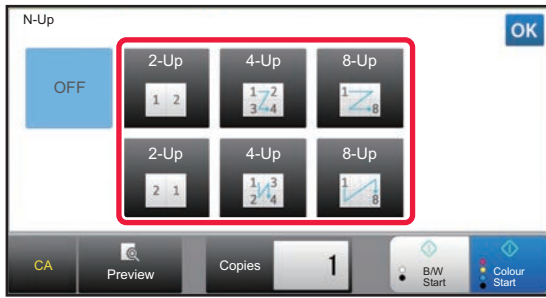 N-Up
OK
OFF
2-Up
4-Up
8-Up
1 2
1 2
3 4
1
8
2-Up
4-Up
8-Up
2 1
1 3
2 4
1
8
CA
Preview
Copies
1
B/W
Start
Colour
Start